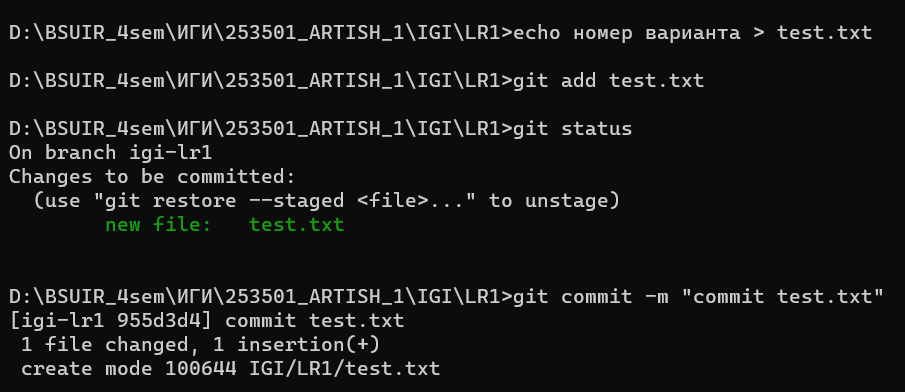 D:\BSUIR_4sem\ИГИ\253501_ARTISH_1\IGI\LR1>echo номер варианта > test.txt
D:\BSUIR_4sem\ИГИ\253501_ARTISH_1\IGI\LR1>git add test.txt
D:\BSUIR_4sem\ИГИ\253501_ARTISH_1\IGI\LR1>git status
On branch igi-lr1
Changes to be committed:
  (use "git restore --staged <file>..." to unstage)
        new file:   test.txt
D:\BSUIR_4sem\ИГИ\253501_ARTISH_1\IGI\LR1>git commit -m "commit test.txt"
[igi-lr1 955d3d4] commit test.txt
 1 file changed, 1 insertion(+)
 create mode 100644 IGI/LR1/test.txt